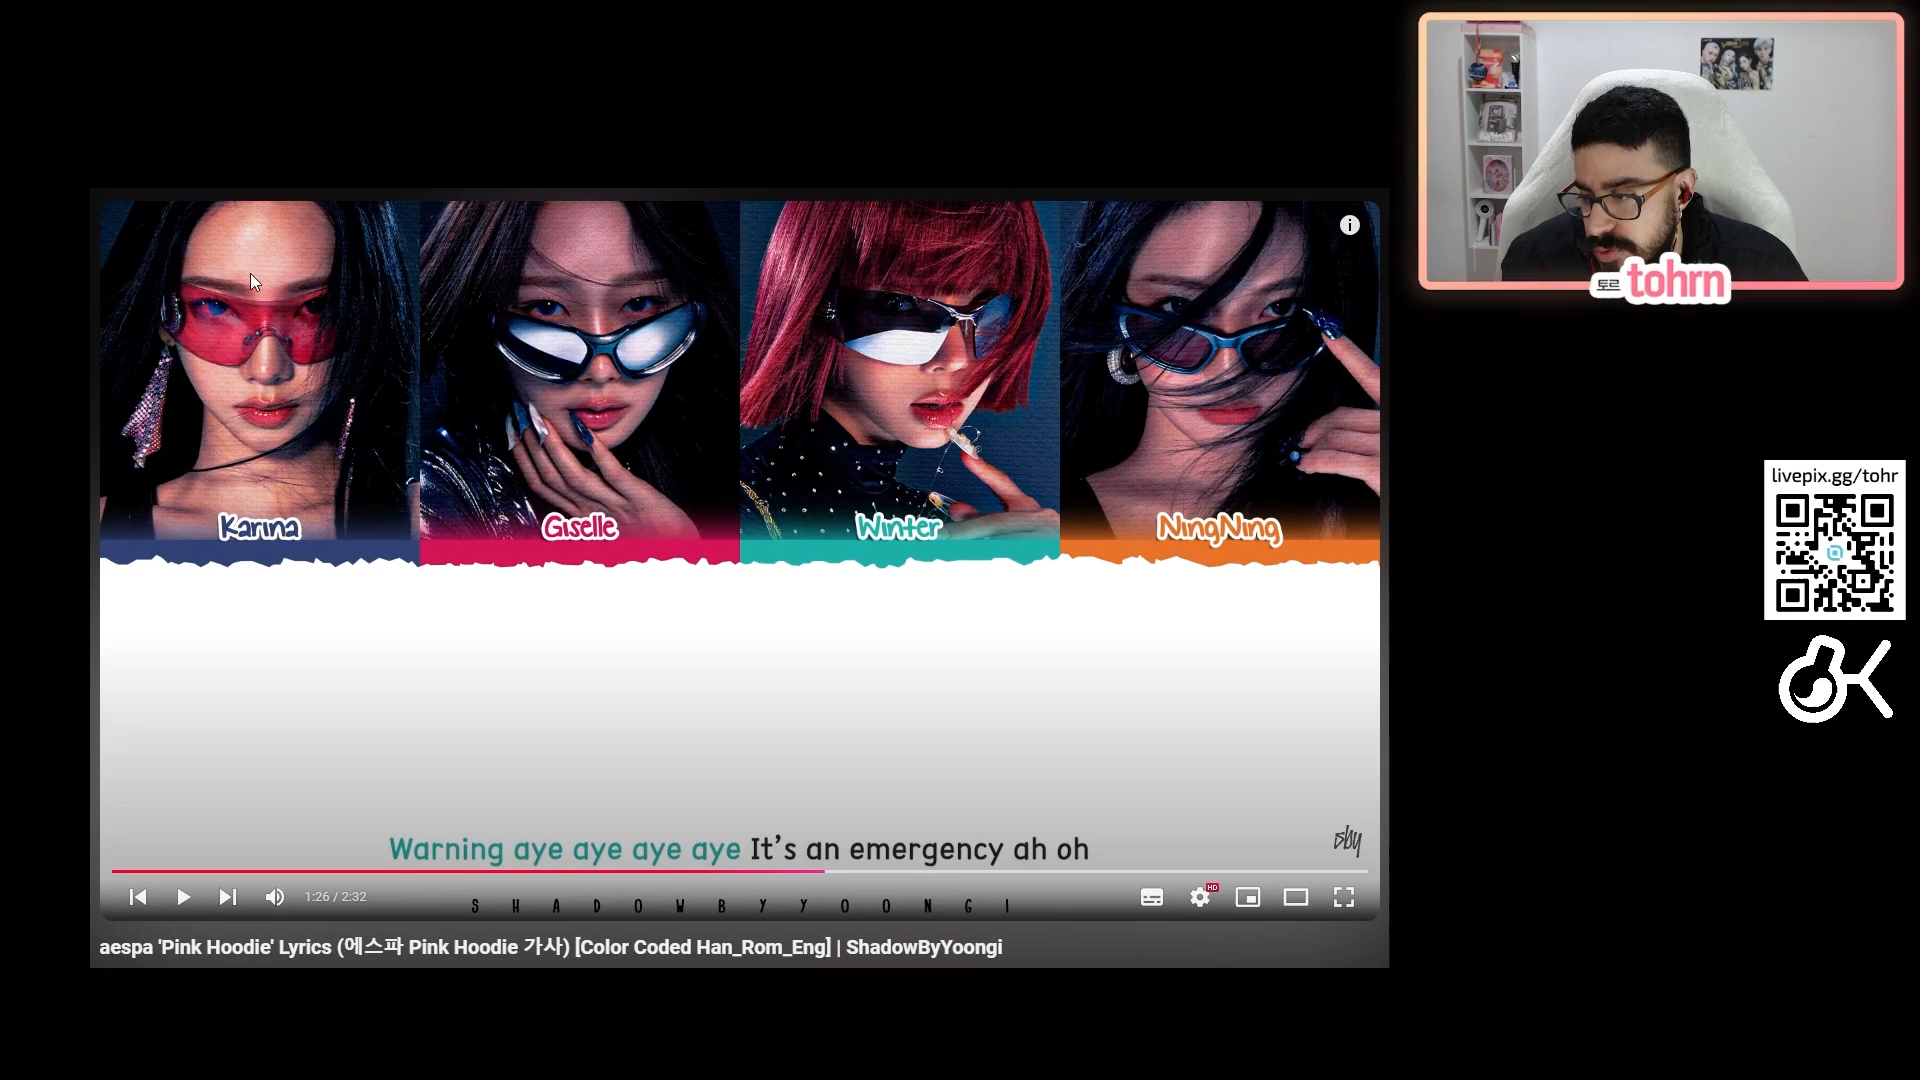 Karina
Giselle
Winter
NingNing
Warning aye aye aye aye It's an emergency ah oh
sby
1:26 / 2:32
HD
S H A D O W B Y Y O O N G I
aespa 'Pink Hoodie' Lyrics (에스파 Pink Hoodie 가사) [Color Coded Han_Rom_Eng] | ShadowByYoongi
토르 tohrn
livepix.gg/tohr